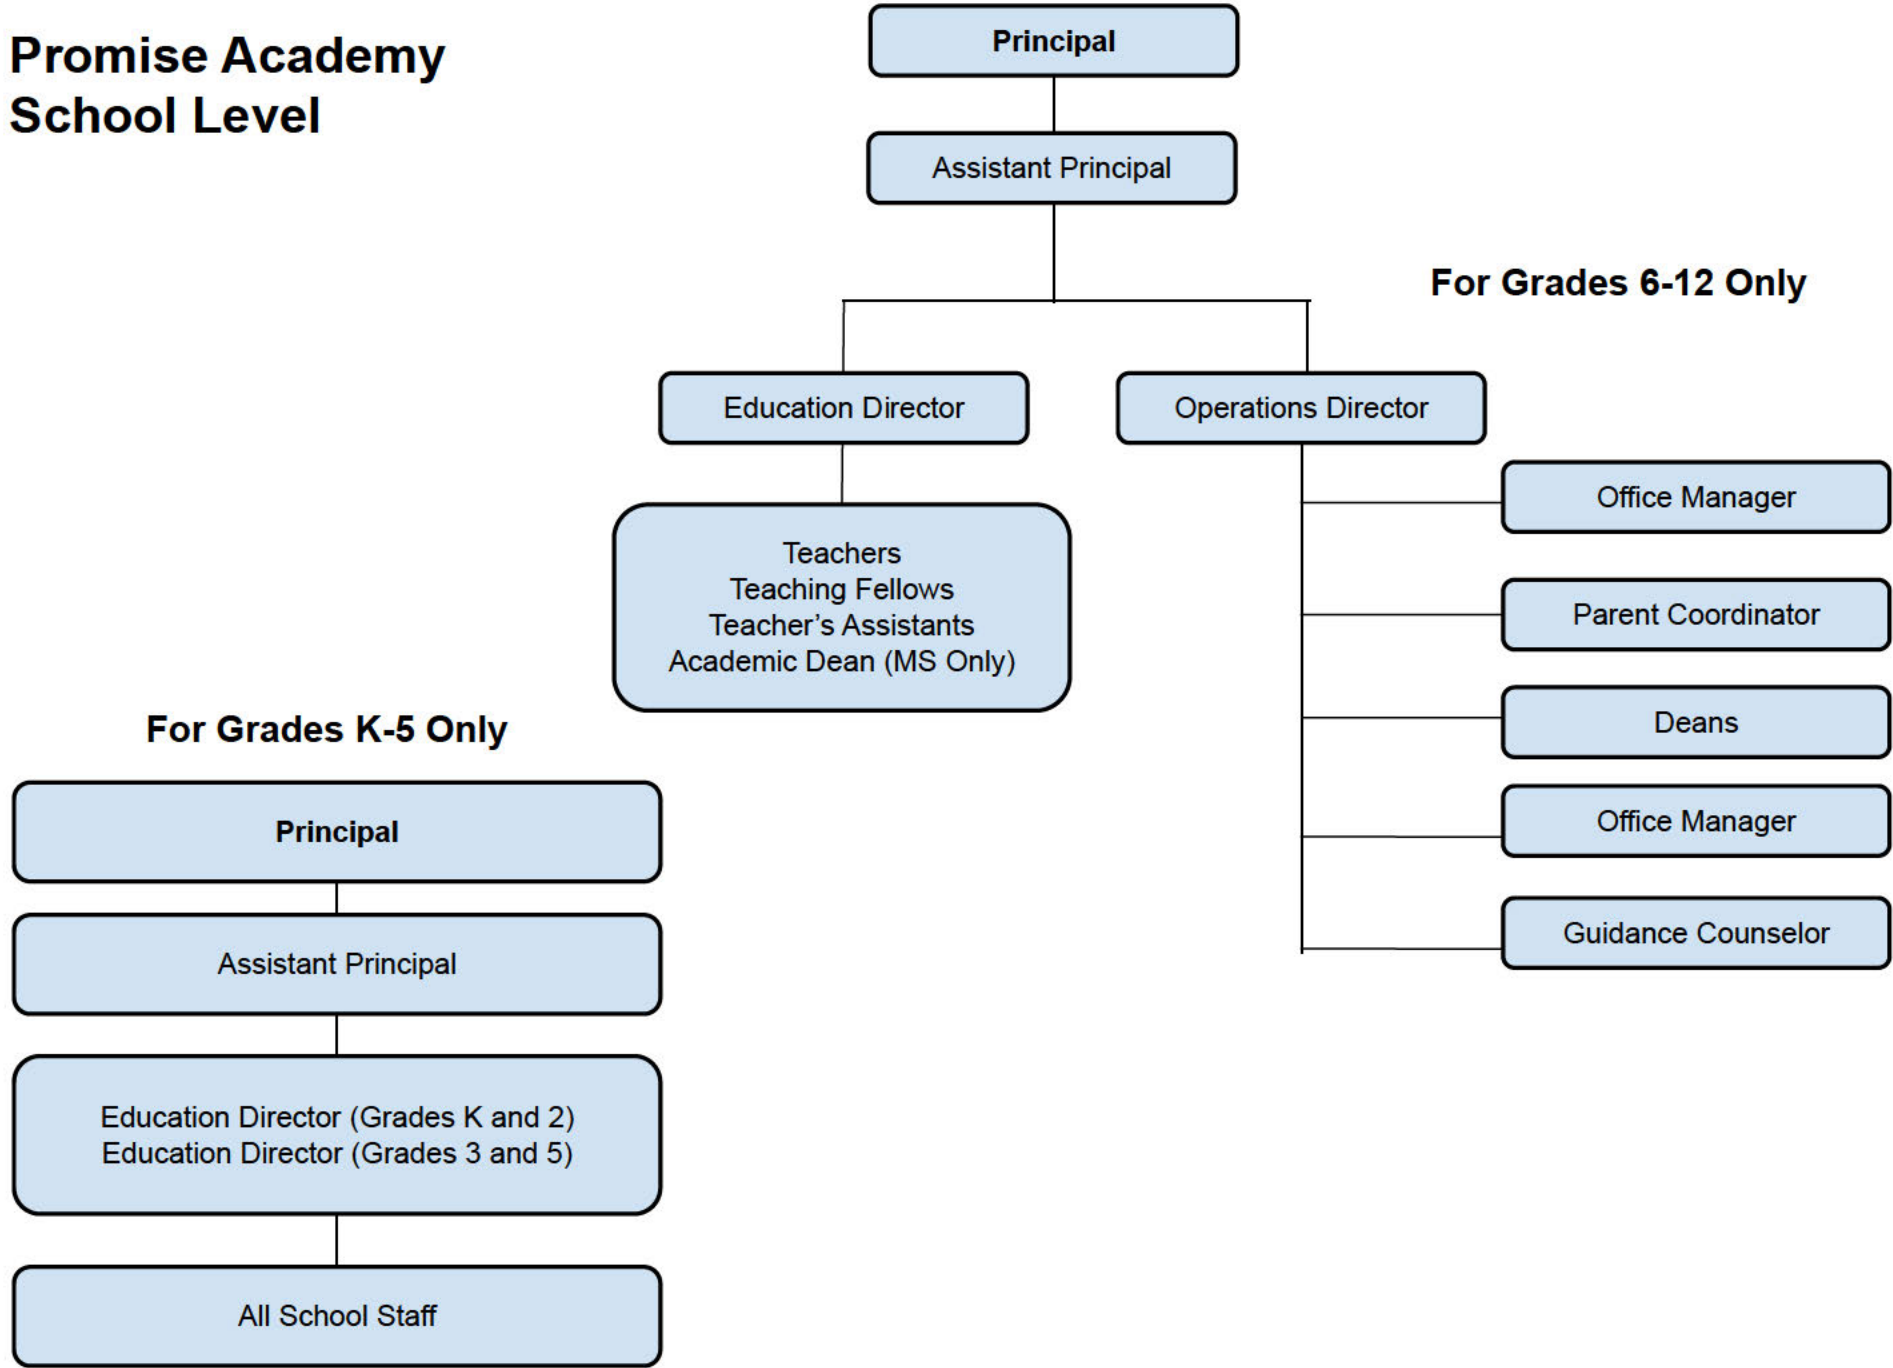 Promise Academy
School Level
Principal
Assistant Principal
For Grades 6-12 Only
Education Director
Operations Director
Teachers
Teaching Fellows
Teacher’s Assistants
Academic Dean (MS Only)
Office Manager
Parent Coordinator
Deans
Office Manager
Guidance Counselor
For Grades K-5 Only
Principal
Assistant Principal
Education Director (Grades K and 2)
Education Director (Grades 3 and 5)
All School Staff